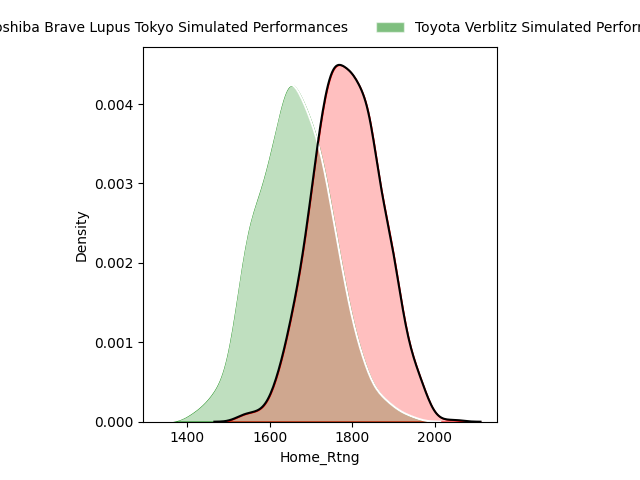 oshiba Brave Lupus Tokyo Simulated Performances Toyota Verblitz Simulated Perfor
0.004
0.003
0.002
0.001
0.000
Density
1400 1600 1800 2000
Home_Rtng